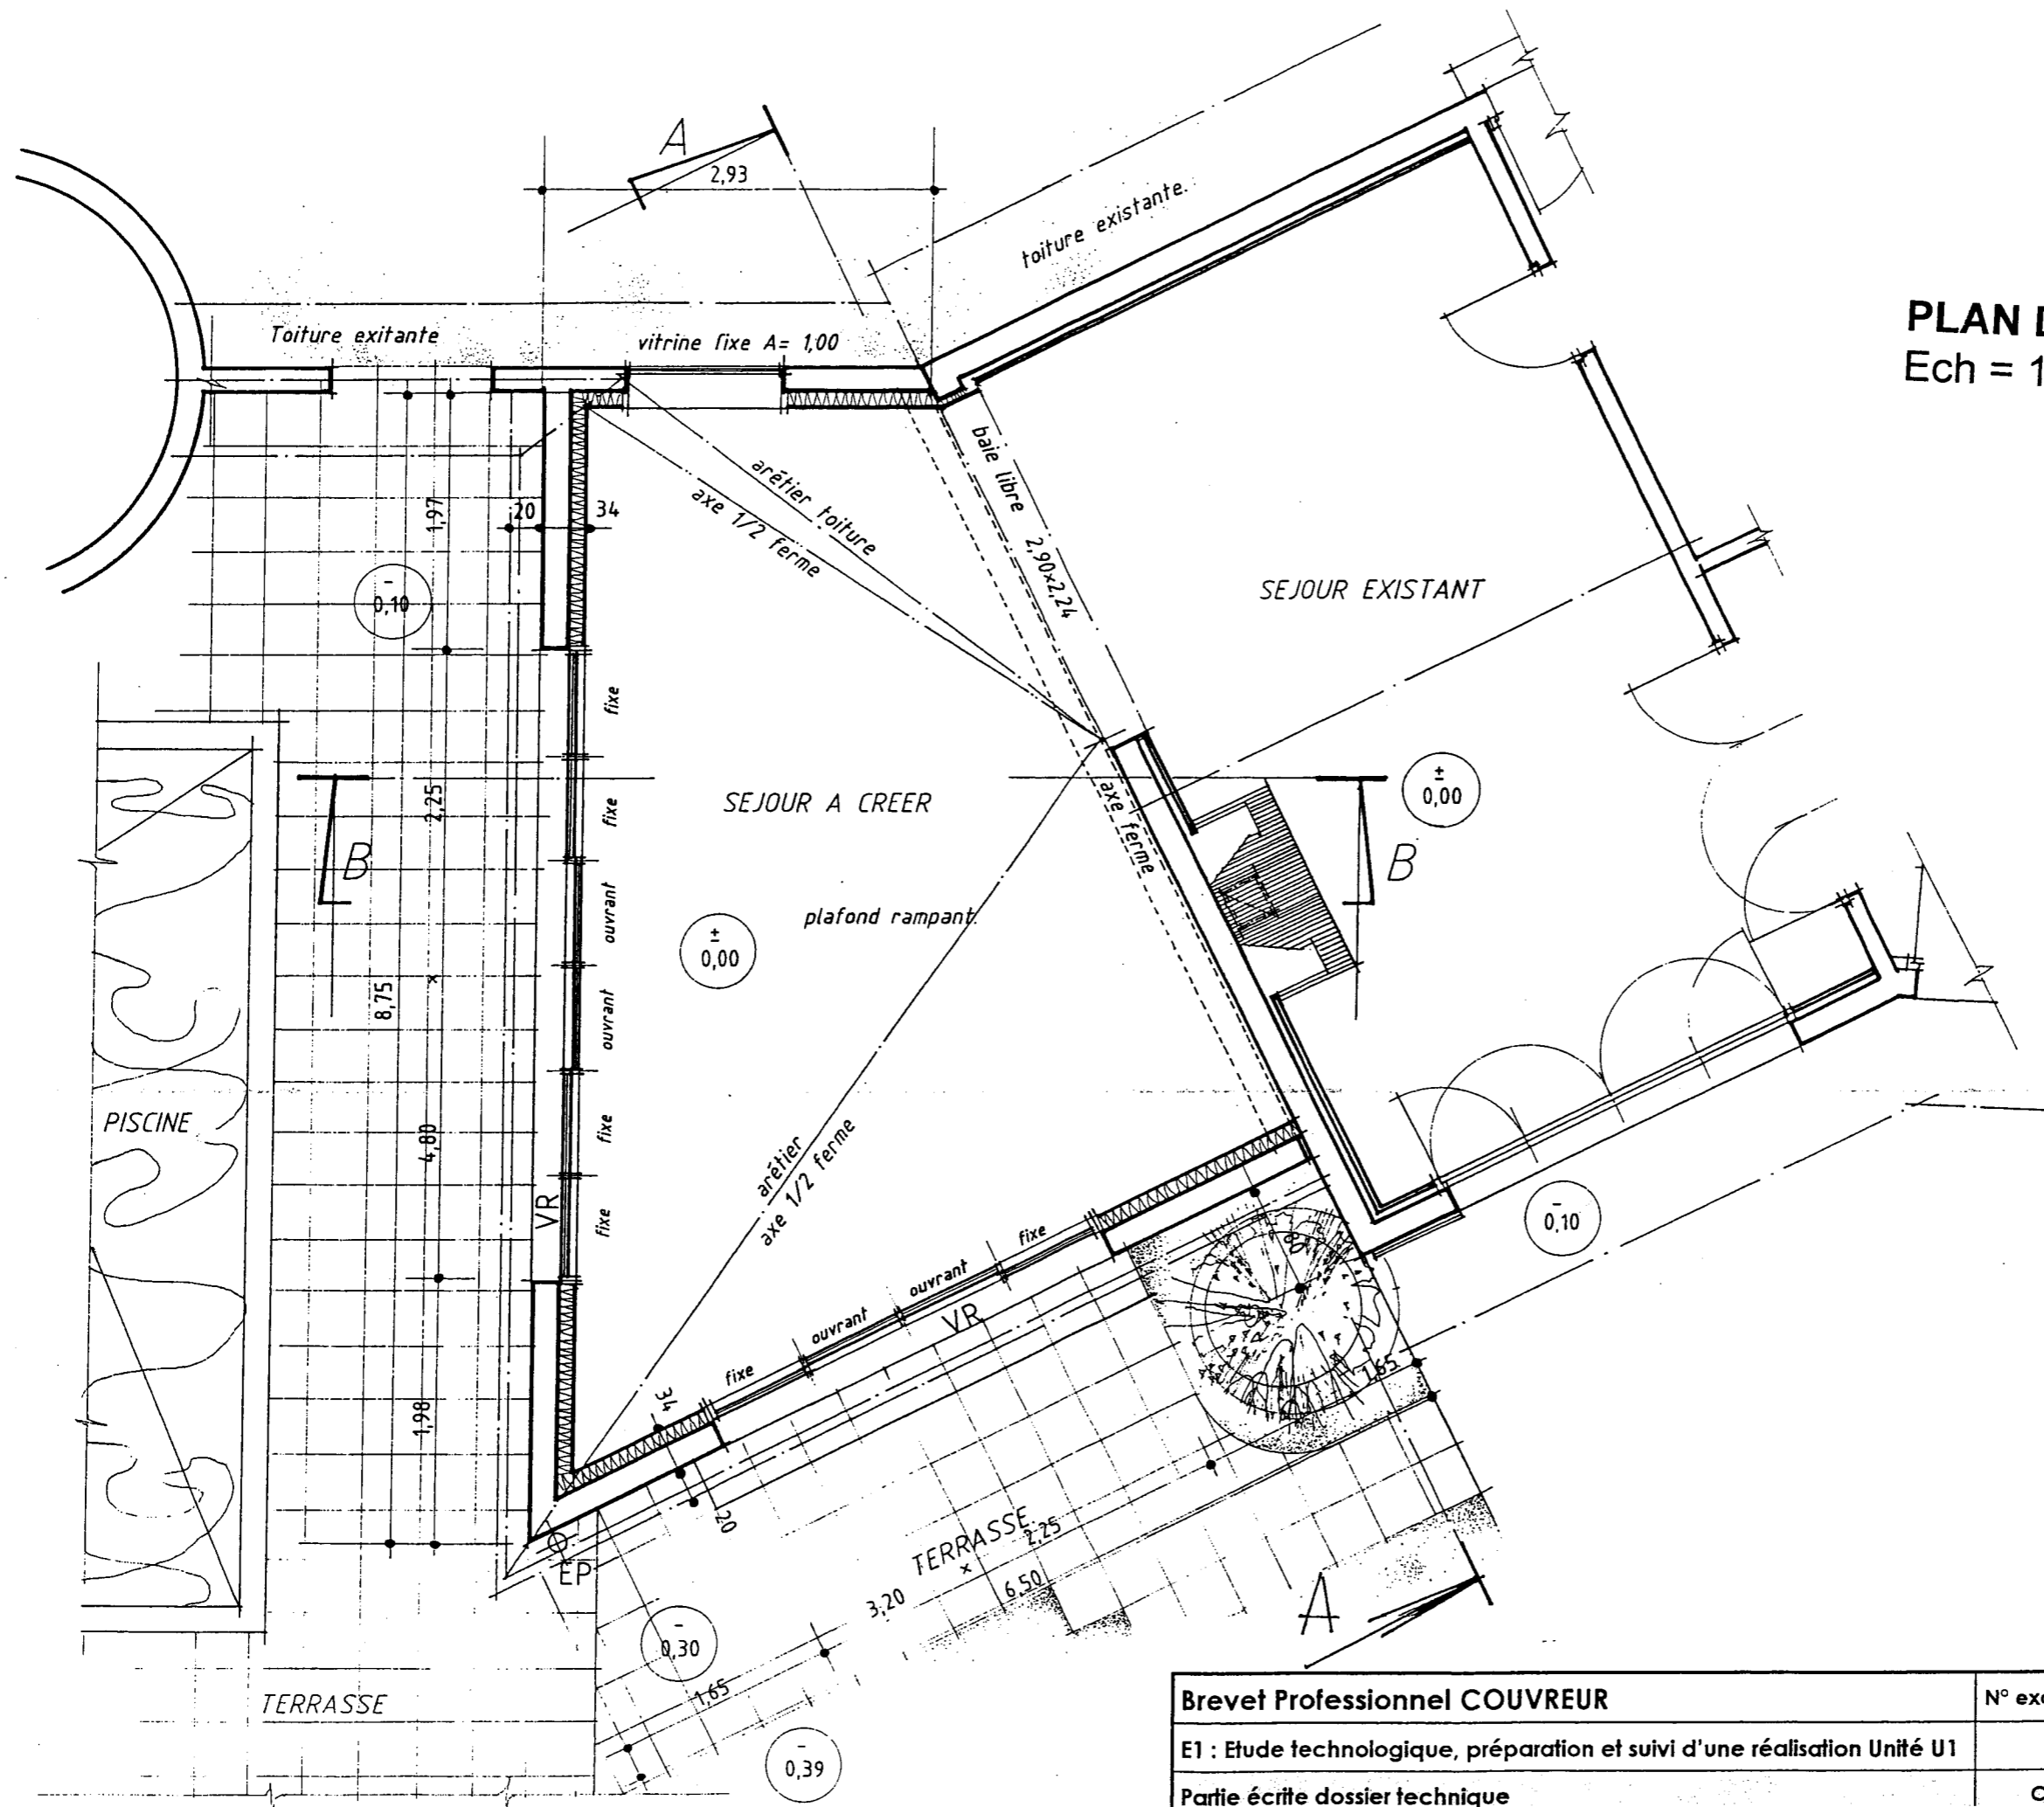 A
2,93
toiture existante.
PLAN
Ech = 1
Toiture exitante
vitrine fixe A= 1,00
baie libre 2,90x2,24
arêtier toiture
axe 1/2 ferme
1,97
20
34
-
0,10
SEJOUR EXISTANT
fixe
fixe
SEJOUR A CREER
axe ferme
±
0,00
2,25
B
B
ouvrant
plafond rampant.
±
0,00
x
8,75
ouvrant
PISCINE
4,80
fixe
arêtier
axe 1/2 ferme
VR
fixe
fixe
ouvrant
-
0,10
ouvrant
VR
fixe
34
1,65
1,98
20
TERRASSE
2,25
x
EP
6,50
3,20
A
-
0,30
1,65
TERRASSE
-
0,39
Brevet Professionnel COUVREUR
E1 : Etude technologique, préparation et suivi d'une réalisation Unité U1
Partie écrite dossier technique